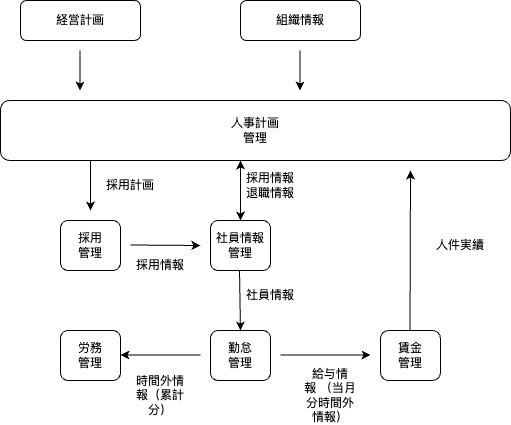 経営計画
組織情報
人事計画
管理
採用計画
採用情報
退職情報
採用
管理
採用情報
社員情報
管理
人件実績
社員情報
労務
管理
時間外情
報（累計
分）
勤怠
管理
給与情
報 （当月
分時間外
情報）
賃金
管理